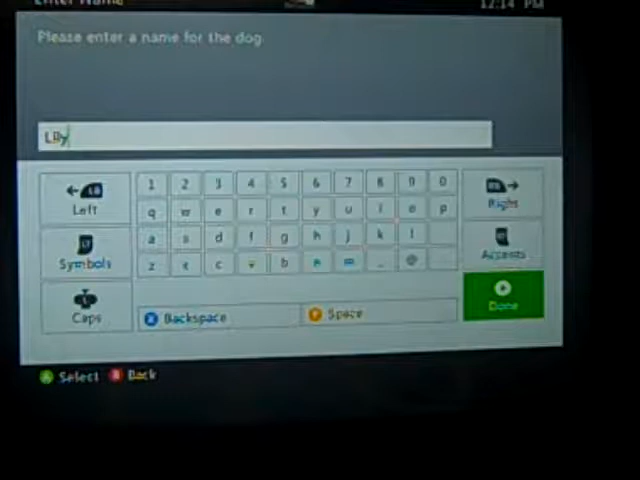 Enter Name 12:14 PM
Please enter a name for the dog.
Lily
Left
1 2 3 4 5 6 7 8 9 0
Right
q w e r t y u i o p
Symbols
a s d f g h j k l
Accents
z x c v b n m _ @
Caps
X Backspace
Y Space
Done
A Select B Back